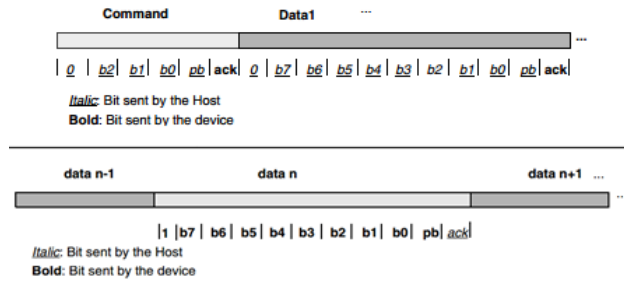 Command Data1 ...
...
| 0 | b2| b1| b0| pb|ack| 0 | b7| b6| b5| b4| b3| b2 | b1| b0| pb|ack|
Italic: Bit sent by the Host
Bold: Bit sent by the device
data n-1 data n data n+1 ...
...
|1 |b7| b6| b5| b4| b3| b2| b1| b0| pb| ack|
Italic: Bit sent by the Host
Bold: Bit sent by the device